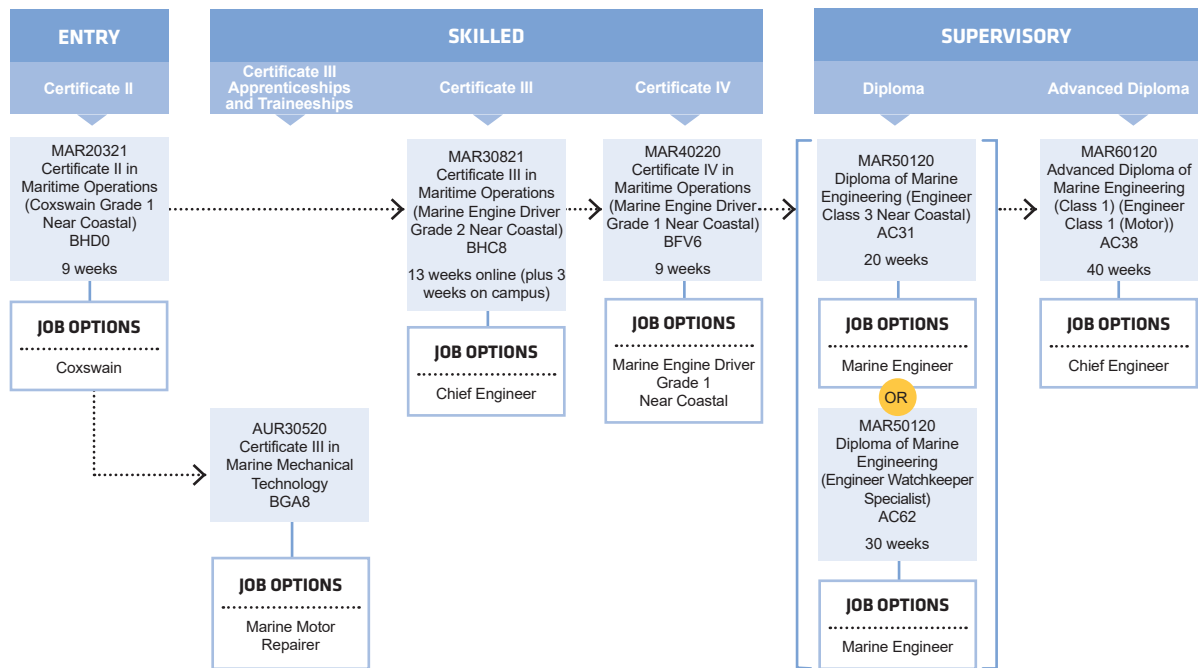 ENTRY
SKILLED
SUPERVISORY
Certificate II
Certificate III
Apprenticeships
and Traineeships
Certificate III
Certificate IV
Diploma
Advanced Diploma
MAR20321
Certificate II in
Maritime Operations
(Coxswain Grade 1
Near Coastal)
BHD0
9 weeks
JOB OPTIONS
Coxswain
AUR30520
Certificate III in
Marine Mechanical
Technology
BGA8
JOB OPTIONS
Marine Motor
Repairer
MAR30821
Certificate III in
Maritime Operations
(Marine Engine Driver
Grade 2 Near Coastal)
BHC8
13 weeks online (plus 3
weeks on campus)
JOB OPTIONS
Chief Engineer
MAR40220
Certificate IV in
Maritime Operations
(Marine Engine Driver
Grade 1 Near Coastal)
BFV6
9 weeks
JOB OPTIONS
Marine Engine Driver
Grade 1
Near Coastal
MAR50120
Diploma of Marine
Engineering (Engineer
Class 3 Near Coastal)
AC31
20 weeks
JOB OPTIONS
Marine Engineer
OR
MAR50120
Diploma of Marine
Engineering
(Engineer Watchkeeper
Specialist)
AC62
30 weeks
JOB OPTIONS
Marine Engineer
MAR60120
Advanced Diploma of
Marine Engineering
(Class 1) (Engineer
Class 1 (Motor))
AC38
40 weeks
JOB OPTIONS
Chief Engineer